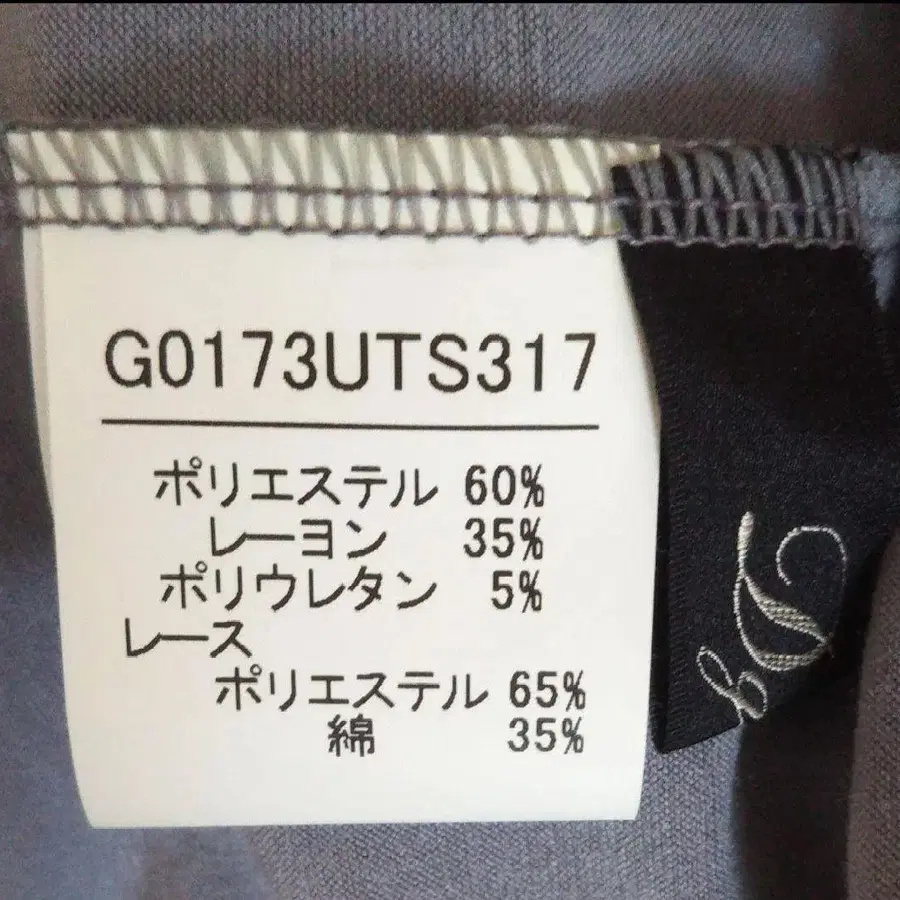 G0173UTS317
ポリエステル 60%
レーヨン 35%
ポリウレタン 5%
レース
ポリエステル 65%
綿 35%
Dg